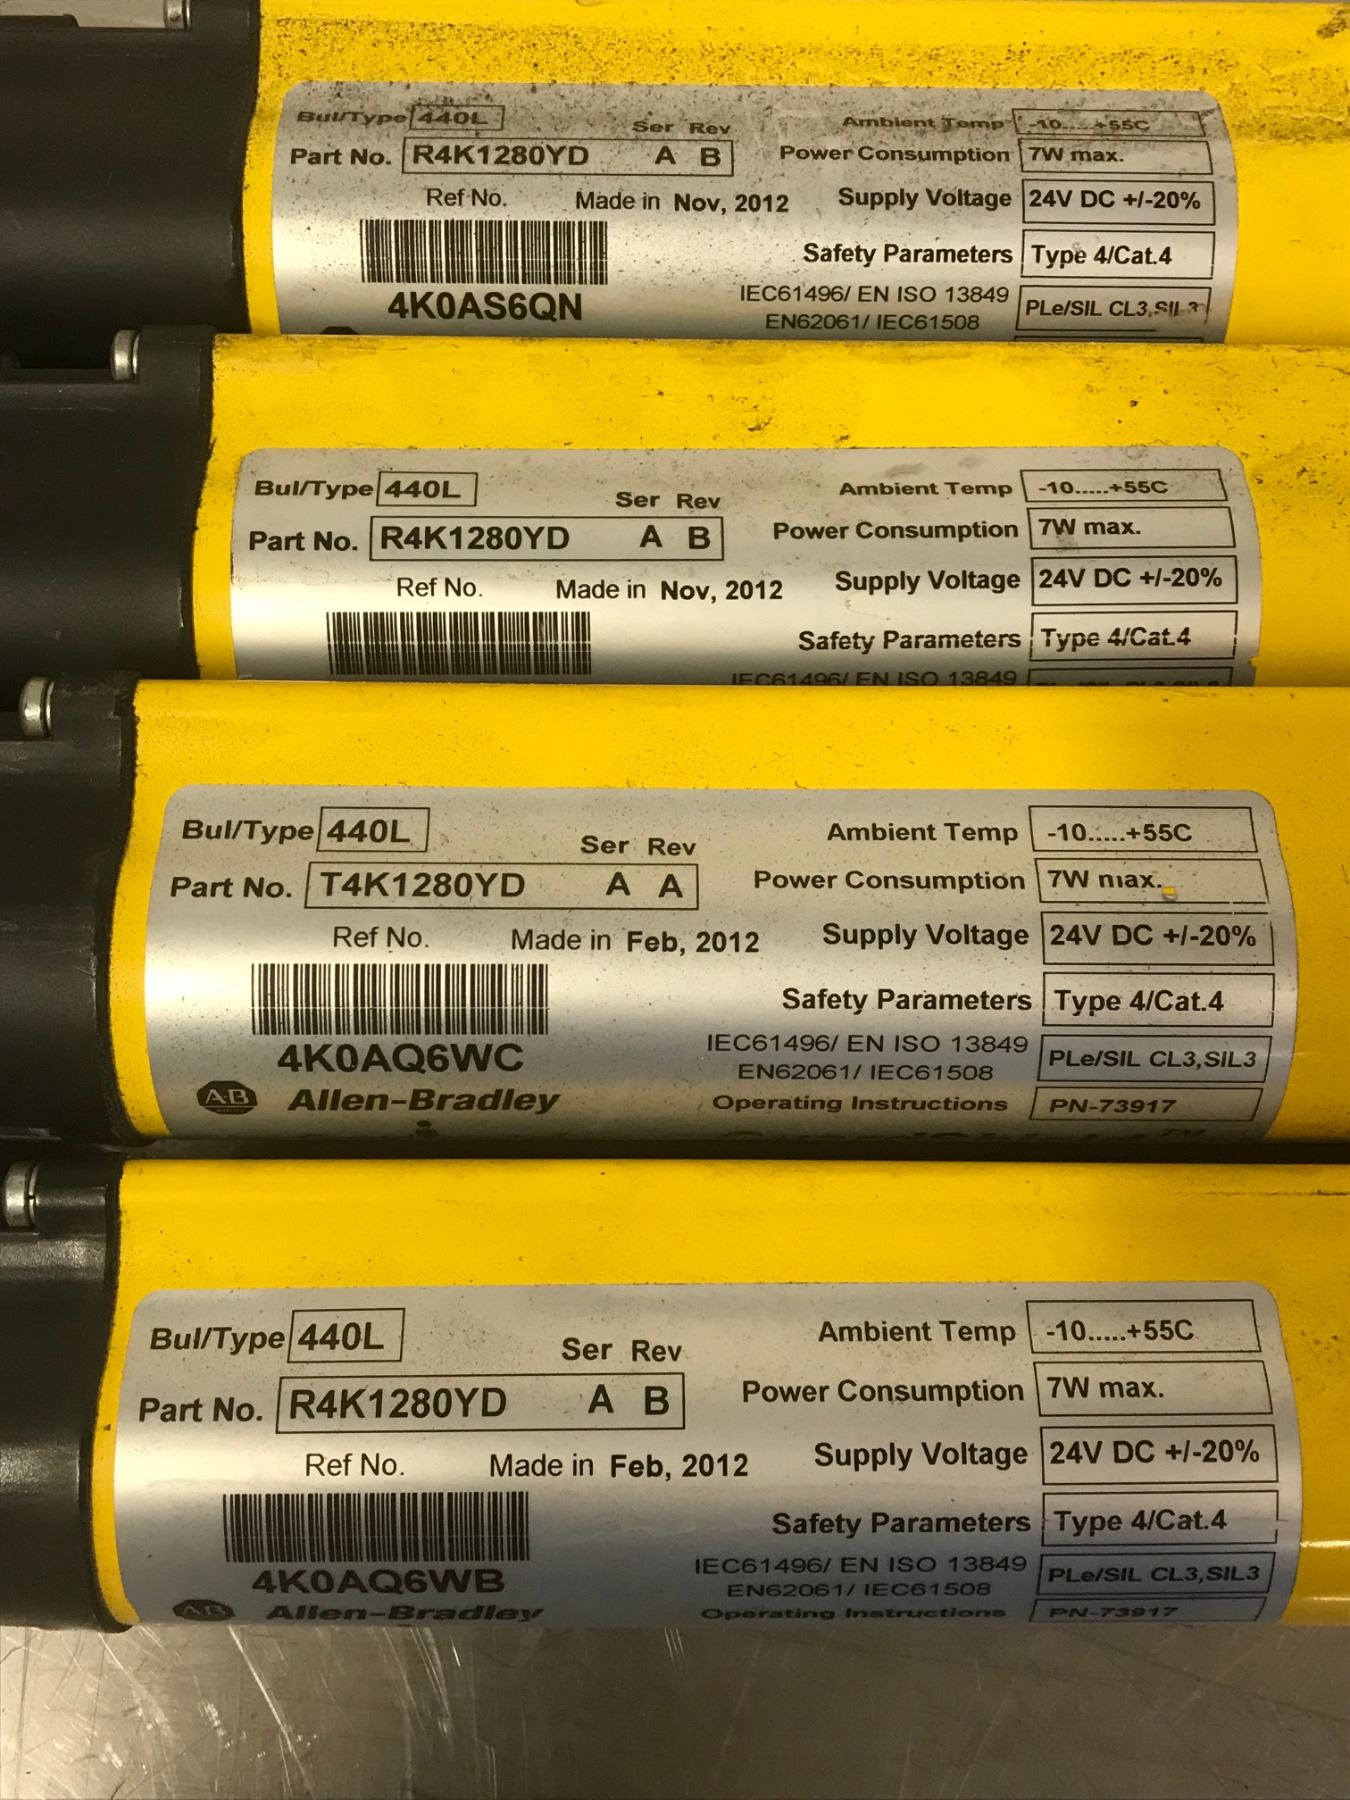 Bul/Type 440L Ambient Temp -10.....+55C
Ser Rev
Part No. R4K1280YD A B Power Consumption 7W max.
Ref No. Made in Nov, 2012 Supply Voltage 24V DC +/-20%
Safety Parameters Type 4/Cat.4
4K0AS6QN IEC61496/ EN ISO 13849 PLe/SIL CL3,SIL3
EN62061/ IEC61508
Bul/Type 440L Ambient Temp -10.....+55C
Ser Rev
Part No. R4K1280YD A B Power Consumption 7W max.
Ref No. Made in Nov, 2012 Supply Voltage 24V DC +/-20%
Safety Parameters Type 4/Cat.4
IEC61496/ EN ISO 13849
Bul/Type 440L Ambient Temp -10.....+55C
Ser Rev
Part No. T4K1280YD A A Power Consumption 7W max.
Ref No. Made in Feb, 2012 Supply Voltage 24V DC +/-20%
Safety Parameters Type 4/Cat.4
4K0AQ6WC IEC61496/ EN ISO 13849 PLe/SIL CL3,SIL3
EN62061/ IEC61508
AB Allen-Bradley Operating Instructions PN-73917
Bul/Type 440L Ambient Temp -10.....+55C
Ser Rev
Part No. R4K1280YD A B Power Consumption 7W max.
Ref No. Made in Feb, 2012 Supply Voltage 24V DC +/-20%
Safety Parameters Type 4/Cat.4
4K0AQ6WB IEC61496/ EN ISO 13849 PLe/SIL CL3,SIL3
EN62061/ IEC61508
AB Allen-Bradley Operating Instructions PN-73917